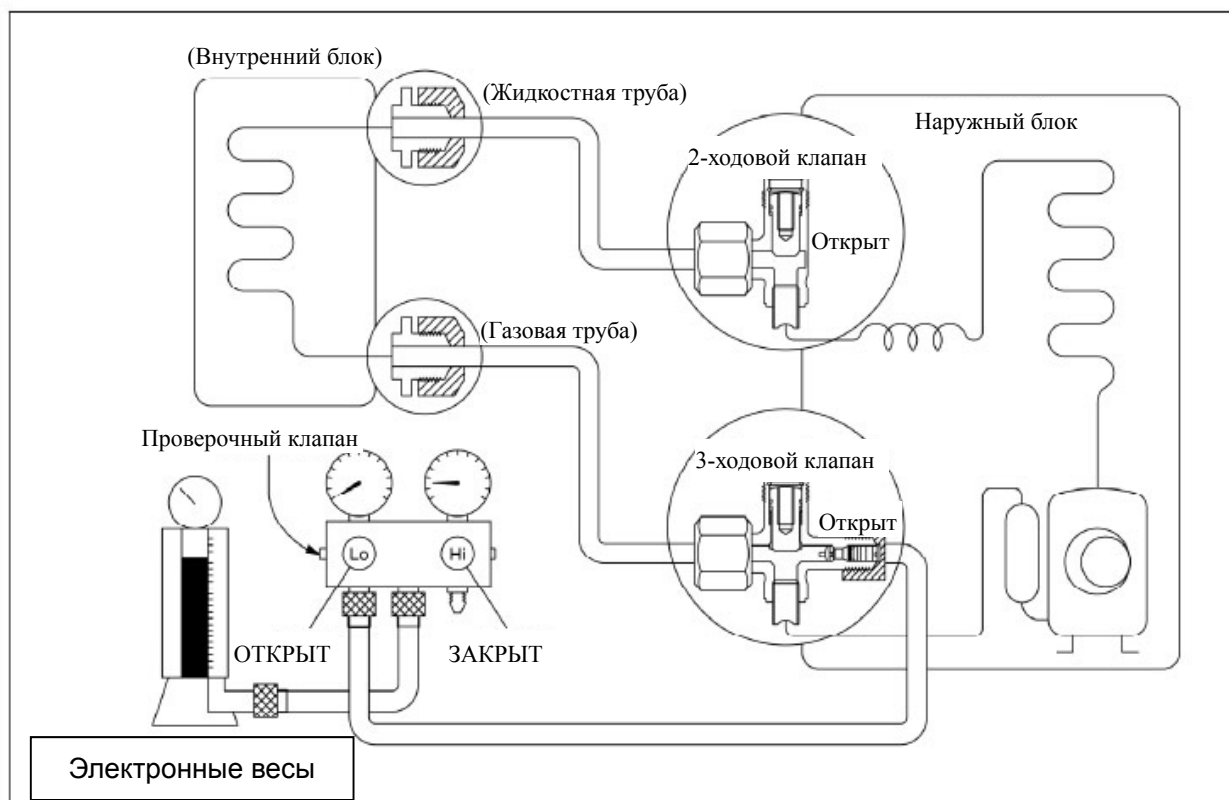 (Внутренний блок)
(Жидкостная труба)
Наружный блок
2-ходовой клапан
Открыт
(Газовая труба)
Проверочный клапан
3-ходовой клапан
Открыт
Lo
Hi
ОТКРЫТ
ЗАКРЫТ
Электронные весы